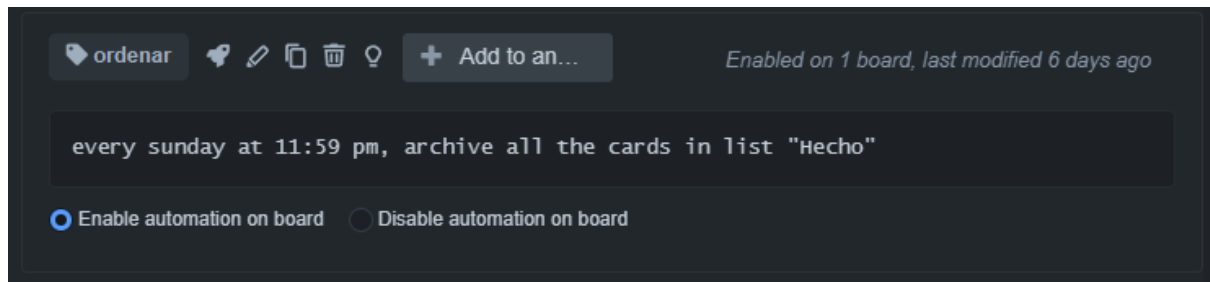 ordenar
Add to an...
Enabled on 1 board, last modified 6 days ago
every sunday at 11:59 pm, archive all the cards in list "Hecho"
Enable automation on board
Disable automation on board